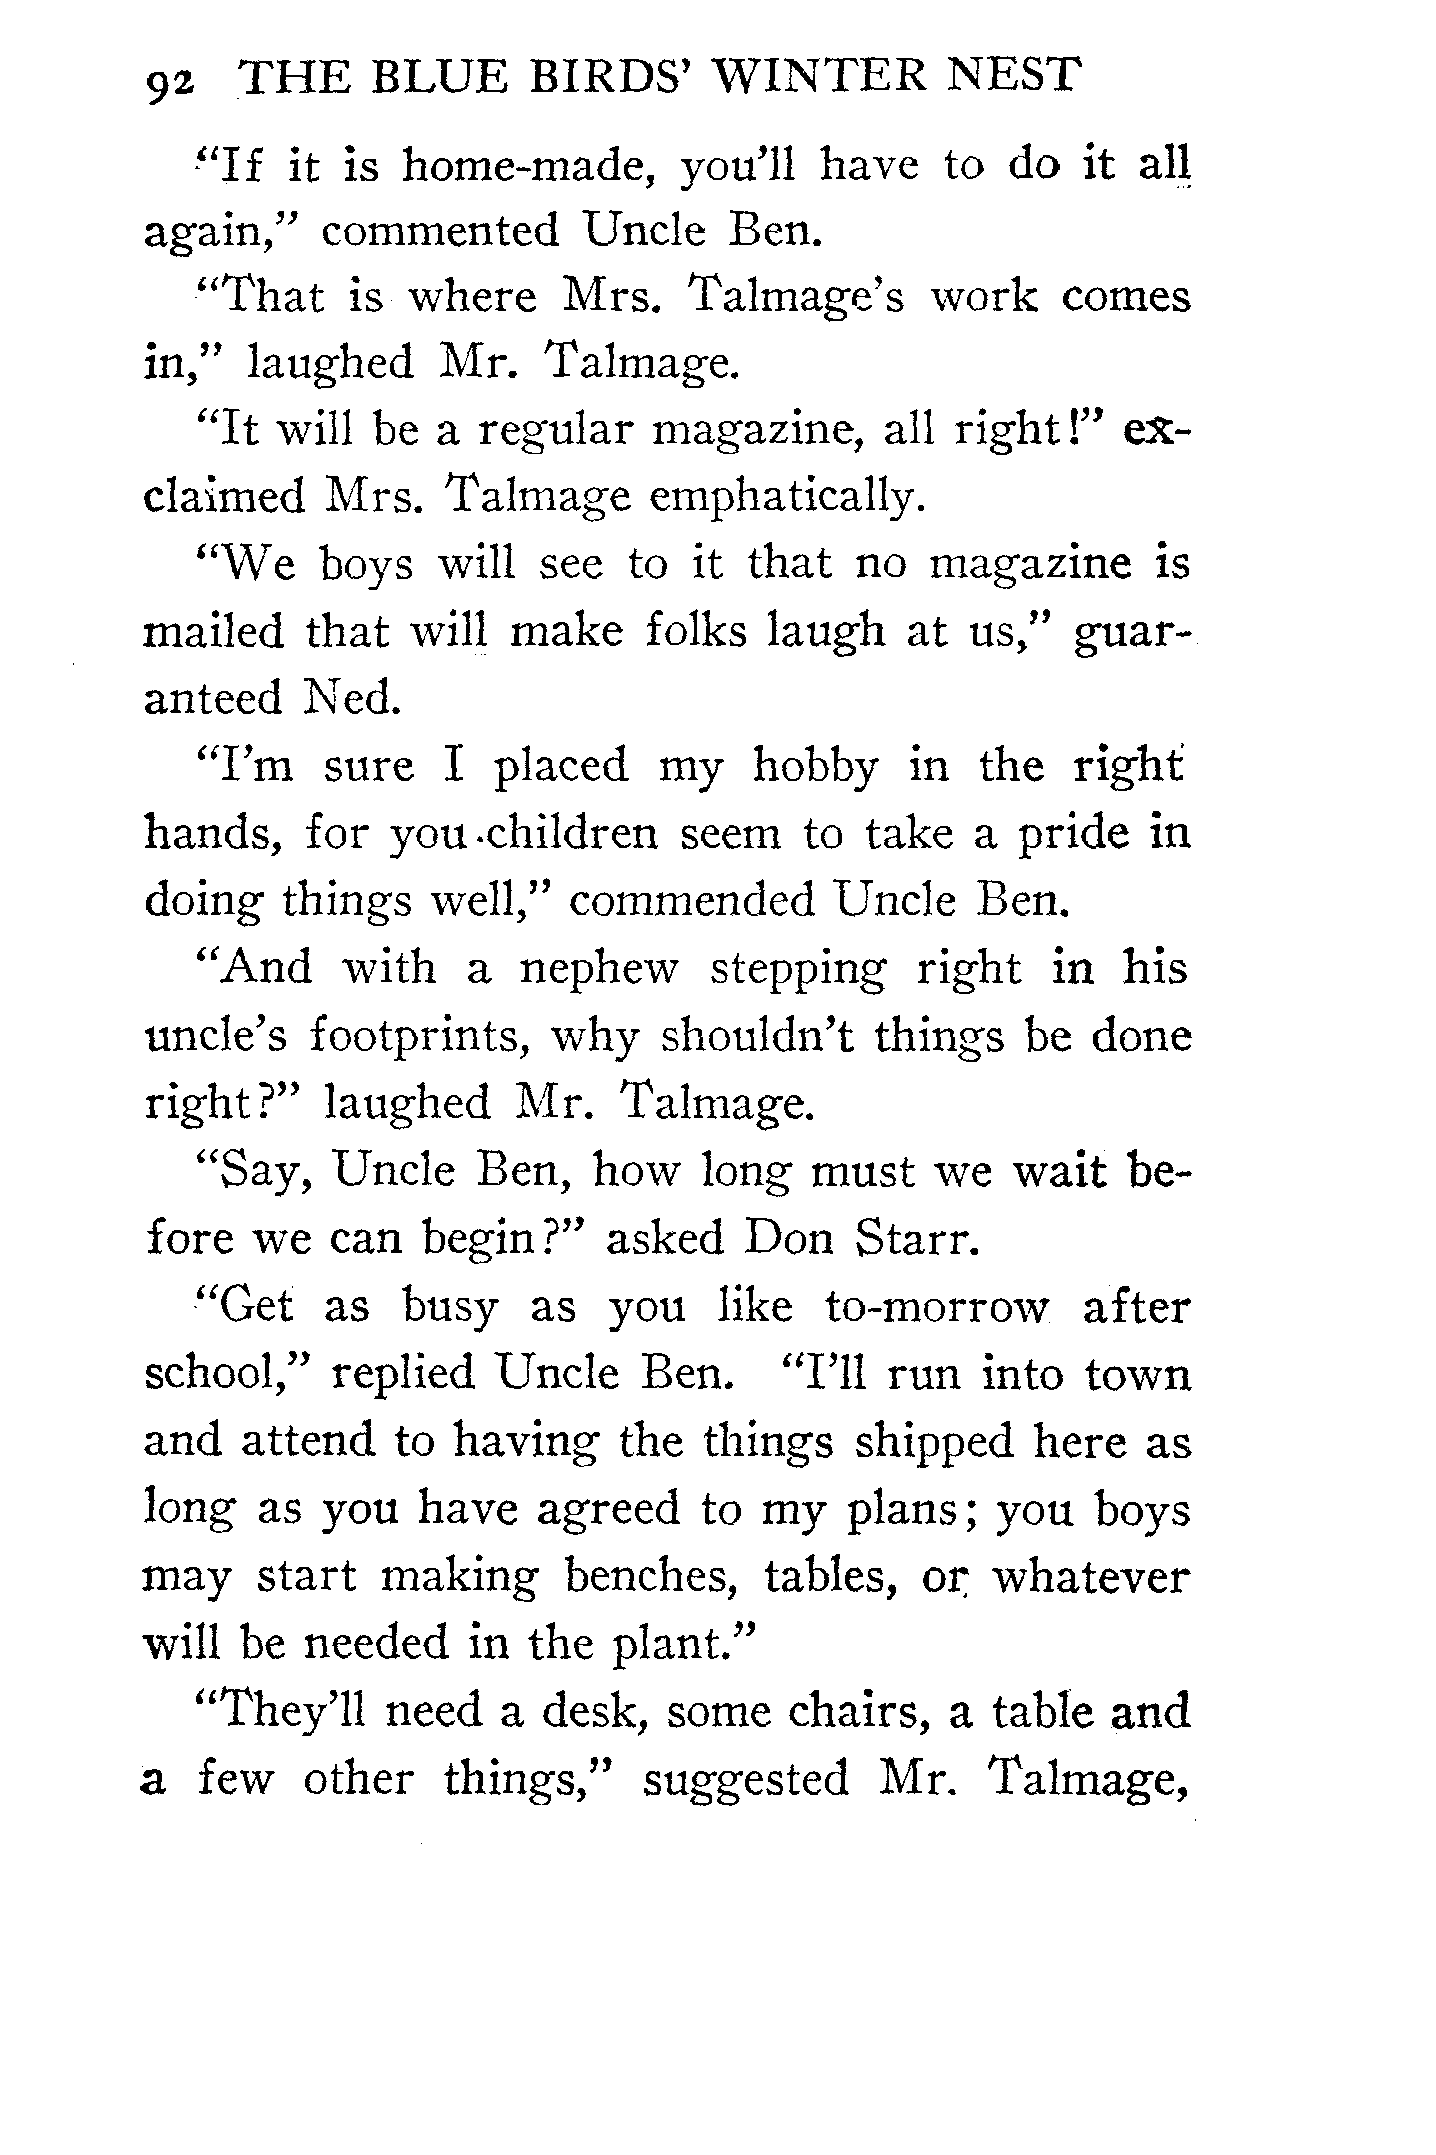 92 THE BLUE BIRDS’ WINTER NEST
“If it is home-made, you’ll have to do it all
again,” commented Uncle Ben.
“That is where Mrs. Talmage’s work comes
in,” laughed Mr. Talmage.
“It will be a regular magazine, all right!” ex-
claimed Mrs. Talmage emphatically.
“We boys will see to it that no magazine is
mailed that will make folks laugh at us,” guar-
anteed Ned.
“I’m sure I placed my hobby in the right
hands, for you children seem to take a pride in
doing things well,” commended Uncle Ben.
“And with a nephew stepping right in his
uncle’s footprints, why shouldn’t things be done
right?” laughed Mr. Talmage.
“Say, Uncle Ben, how long must we wait be-
fore we can begin?” asked Don Starr.
“Get as busy as you like to-morrow after
school,” replied Uncle Ben. “I’ll run into town
and attend to having the things shipped here as
long as you have agreed to my plans; you boys
may start making benches, tables, or whatever
will be needed in the plant.”
“They’ll need a desk, some chairs, a table and
a few other things,” suggested Mr. Talmage,